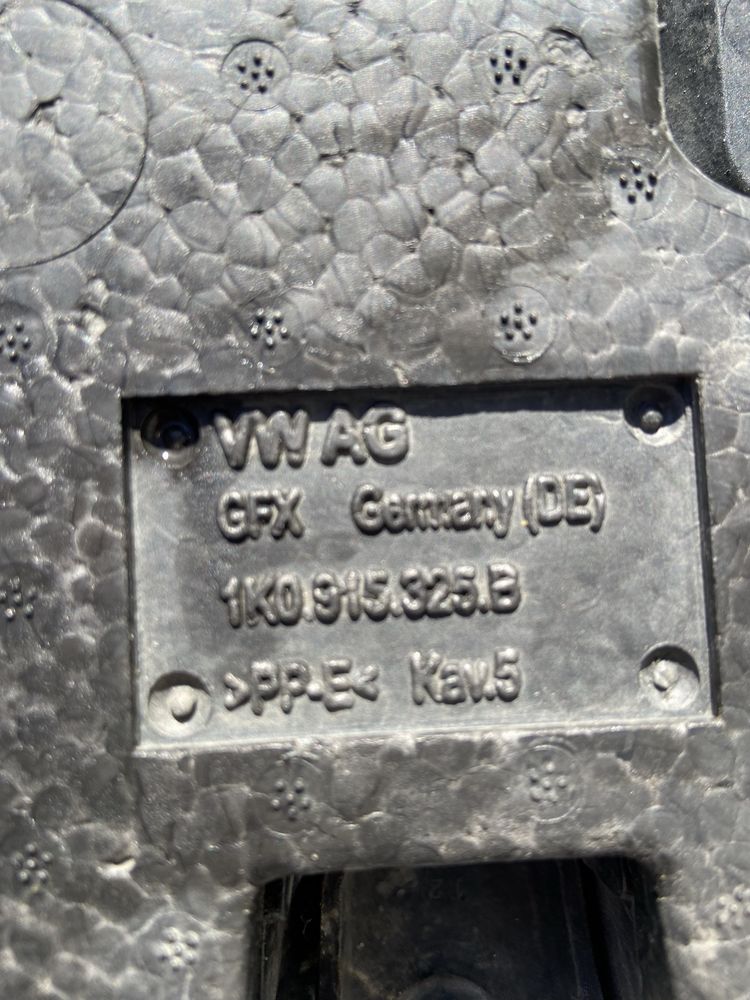 VW AG
GFX Germany (DE)
1K0.915.325.B
>PP-E< Kav.5